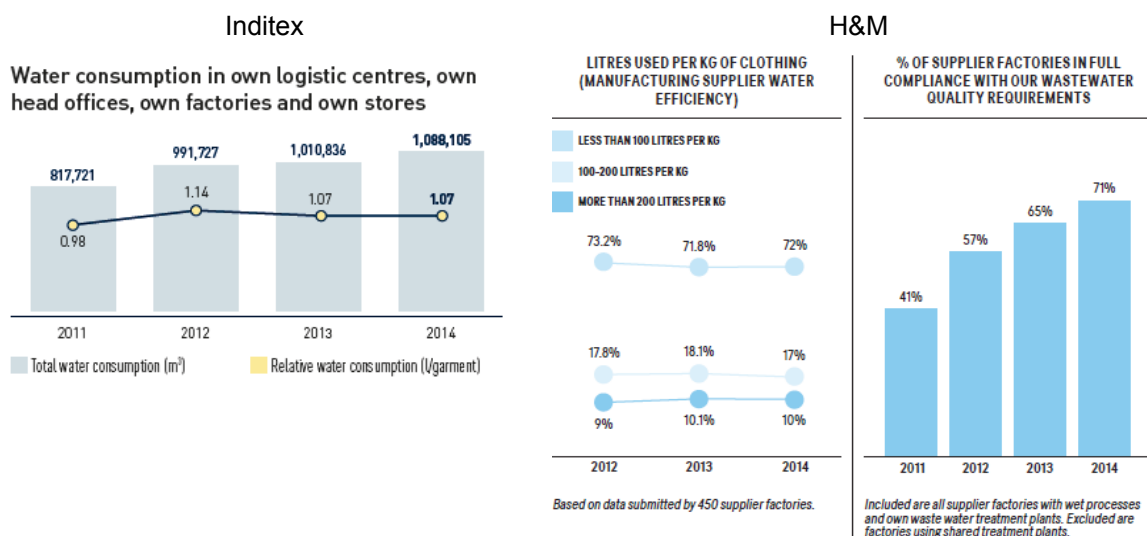 Inditex
Water consumption in own logistic centres, own
head offices, own factories and own stores
817,721
991,727
1,010,836
1,088,105
0.98
1.14
1.07
1.07
2011
2012
2013
2014
Total water consumption (m³)
Relative water consumption (l/garment)
H&M
LITRES USED PER KG OF CLOTHING
(MANUFACTURING SUPPLIER WATER
EFFICIENCY)
LESS THAN 100 LITRES PER KG
100-200 LITRES PER KG
MORE THAN 200 LITRES PER KG
73.2%
71.8%
72%
17.8%
18.1%
17%
9%
10.1%
10%
2012
2013
2014
Based on data submitted by 450 supplier factories.
% OF SUPPLIER FACTORIES IN FULL
COMPLIANCE WITH OUR WASTEWATER
QUALITY REQUIREMENTS
41%
57%
65%
71%
2011
2012
2013
2014
Included are all supplier factories with wet processes
and own waste water treatment plants. Excluded are
factories using shared treatment plants.